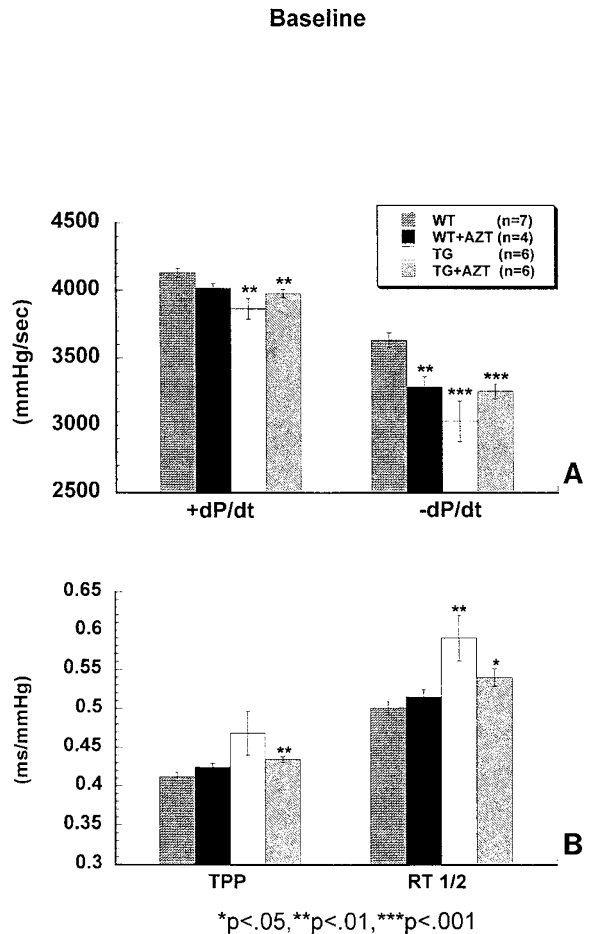 Baseline
4500
4000
3500
3000
2500
(mmHg/sec)
WT (n=7)
WT+AZT (n=4)
TG (n=6)
TG+AZT (n=6)
** **
** *** ***
+dP/dt -dP/dt
A
0.65
0.6
0.55
0.5
0.45
0.4
0.35
0.3
(ms/mmHg)
**
*
**
TPP RT 1/2
B
*p<.05,**p<.01,***p<.001